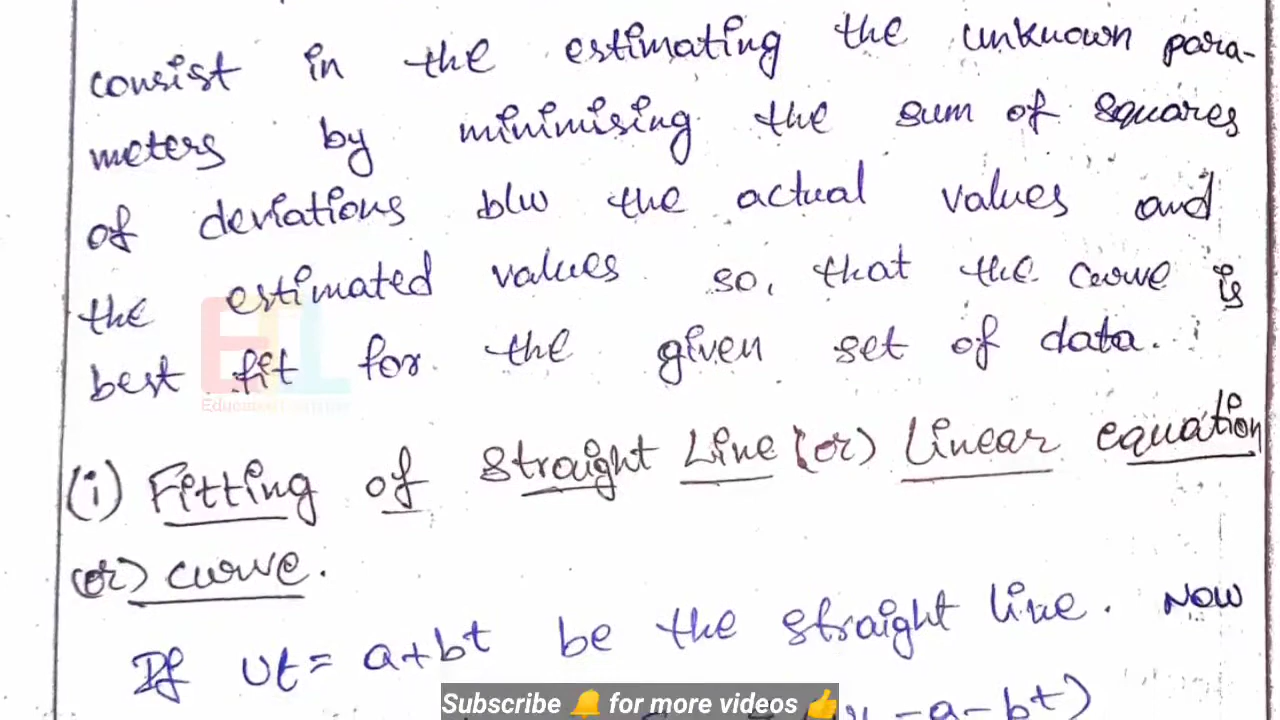 consist in the estimating the unknown para-
meters by minimising the sum of squares
of deviations b/w the actual values and
the estimated values so, that the curve is
best fit for the given set of data.
(i) Fitting of Straight Line (or) Linear equation
(or) curve.
If Ut = a+bt be the straight line. Now
-a-bt)
Subscribe 🔔 for more videos 👍